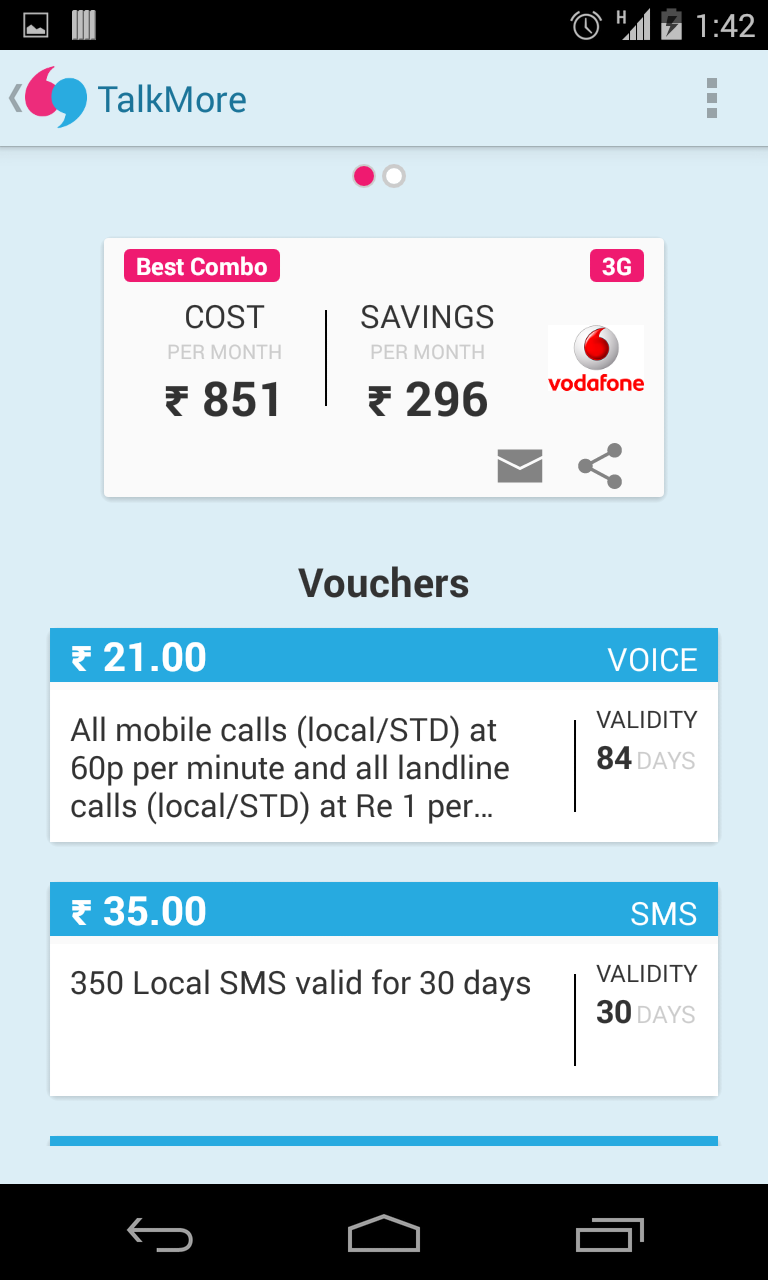 H 1:42
TalkMore
Best Combo 3G
COST SAVINGS
PER MONTH PER MONTH
₹ 851 ₹ 296
vodafone
Vouchers
₹ 21.00 VOICE
All mobile calls (local/STD) at
60p per minute and all landline
calls (local/STD) at Re 1 per…
VALIDITY
84 DAYS
₹ 35.00 SMS
350 Local SMS valid for 30 days
VALIDITY
30 DAYS